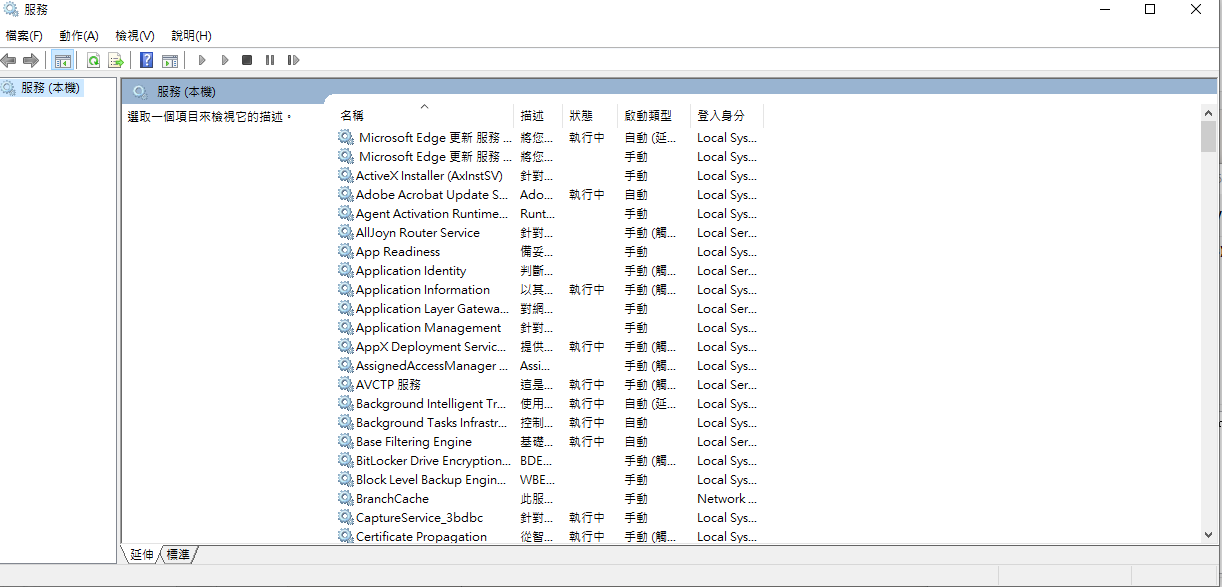 服務
檔案(F) 動作(A) 檢視(V) 說明(H)
服務 (本機)
服務 (本機)
選取一個項目來檢視它的描述。
名稱 描述 狀態 啟動類型 登入身分
Microsoft Edge 更新 服務 ... 將您... 執行中 自動 (延... Local Sys...
Microsoft Edge 更新 服務 ... 將您... 手動 Local Sys...
ActiveX Installer (AxInstSV) 針對... 手動 Local Sys...
Adobe Acrobat Update S... Ado... 執行中 自動 Local Sys...
Agent Activation Runtime... Runt... 手動 Local Sys...
AllJoyn Router Service 針對... 手動 (觸... Local Ser...
App Readiness 備妥... 手動 Local Sys...
Application Identity 判斷... 手動 (觸... Local Ser...
Application Information 以其... 執行中 手動 (觸... Local Sys...
Application Layer Gatewa... 對網... 手動 Local Ser...
Application Management 針對... 手動 Local Sys...
AppX Deployment Servic... 提供... 執行中 手動 (觸... Local Sys...
AssignedAccessManager ... Assi... 手動 (觸... Local Sys...
AVCTP 服務 這是... 執行中 手動 (觸... Local Ser...
Background Intelligent Tr... 使用... 執行中 自動 (延... Local Sys...
Background Tasks Infrastr... 控制... 執行中 自動 Local Sys...
Base Filtering Engine 基礎... 執行中 自動 Local Ser...
BitLocker Drive Encryption... BDE... 手動 (觸... Local Sys...
Block Level Backup Engin... WBE... 手動 Local Sys...
BranchCache 此服... 手動 Network ...
CaptureService_3bdbc 針對... 執行中 手動 Local Sys...
Certificate Propagation 從智... 執行中 手動 (觸... Local Sys...
延伸 標準